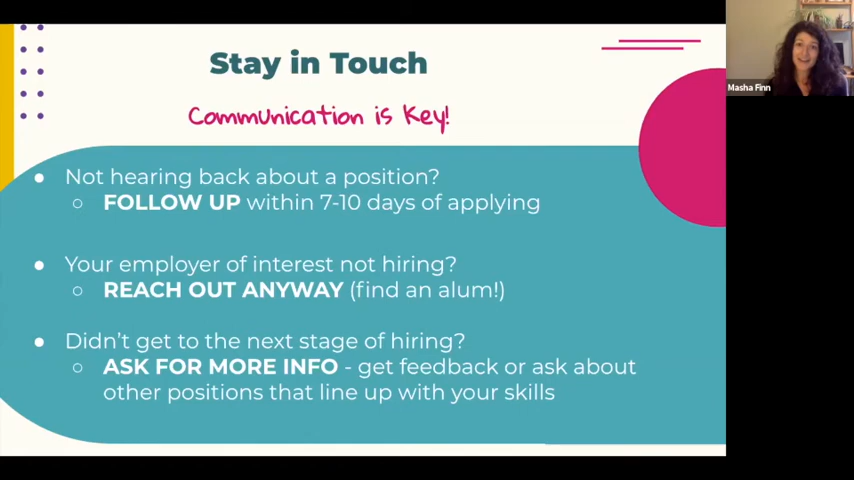 Stay in Touch
Communication is Key!
Masha Finn
● Not hearing back about a position?
○ FOLLOW UP within 7-10 days of applying
● Your employer of interest not hiring?
○ REACH OUT ANYWAY (find an alum!)
● Didn't get to the next stage of hiring?
○ ASK FOR MORE INFO - get feedback or ask about
other positions that line up with your skills